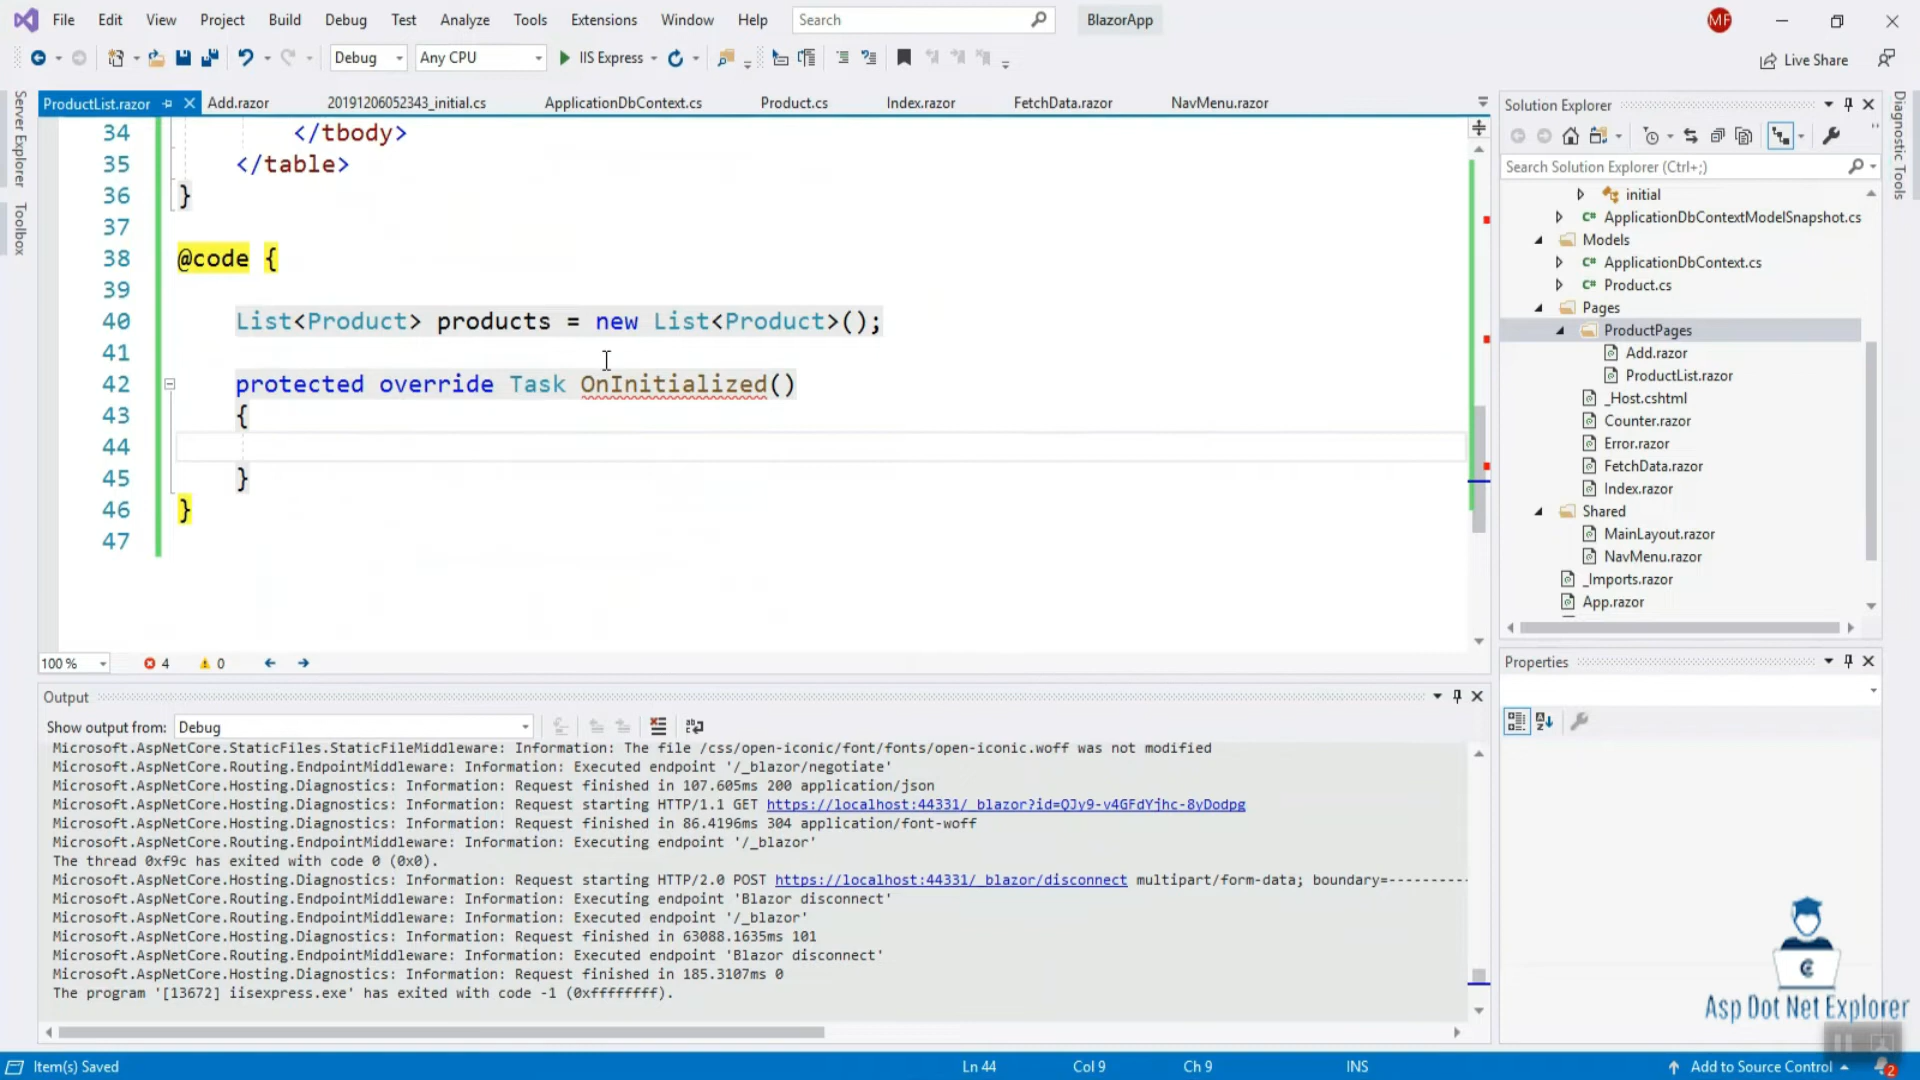 File Edit View Project Build Debug Test Analyze Tools Extensions Window Help Search BlazorApp MF
Debug Any CPU IIS Express Live Share
Server Explorer
Toolbox
ProductList.razor Add.razor 20191206052343_initial.cs ApplicationDbContext.cs Product.cs Index.razor FetchData.razor NavMenu.razor
34 </tbody>
35 </table>
36 }
37
38 @code {
39
40 List<Product> products = new List<Product>();
41
42 protected override Task OnInitialized()
43 {
44
45 }
46 }
47
100 % 4 0
Output
Show output from: Debug
Microsoft.AspNetCore.StaticFiles.StaticFileMiddleware: Information: The file /css/open-iconic/font/fonts/open-iconic.woff was not modified
Microsoft.AspNetCore.Routing.EndpointMiddleware: Information: Executed endpoint '/_blazor/negotiate'
Microsoft.AspNetCore.Hosting.Diagnostics: Information: Request finished in 107.605ms 200 application/json
Microsoft.AspNetCore.Hosting.Diagnostics: Information: Request starting HTTP/1.1 GET https://localhost:44331/_blazor?id=QJy9-v4GFdYjhc-8yDodpg
Microsoft.AspNetCore.Hosting.Diagnostics: Information: Request finished in 86.4196ms 304 application/font-woff
Microsoft.AspNetCore.Routing.EndpointMiddleware: Information: Executing endpoint '/_blazor'
The thread 0xf9c has exited with code 0 (0x0).
Microsoft.AspNetCore.Hosting.Diagnostics: Information: Request starting HTTP/2.0 POST https://localhost:44331/_blazor/disconnect multipart/form-data; boundary=----------
Microsoft.AspNetCore.Routing.EndpointMiddleware: Information: Executing endpoint 'Blazor disconnect'
Microsoft.AspNetCore.Routing.EndpointMiddleware: Information: Executed endpoint '/_blazor'
Microsoft.AspNetCore.Hosting.Diagnostics: Information: Request finished in 63088.1635ms 101
Microsoft.AspNetCore.Routing.EndpointMiddleware: Information: Executed endpoint 'Blazor disconnect'
Microsoft.AspNetCore.Hosting.Diagnostics: Information: Request finished in 185.3107ms 0
The program '[13672] iisexpress.exe' has exited with code -1 (0xffffffff).
Solution Explorer
Search Solution Explorer (Ctrl+;)
initial
C# ApplicationDbContextModelSnapshot.cs
Models
C# ApplicationDbContext.cs
C# Product.cs
Pages
ProductPages
Add.razor
ProductList.razor
_Host.cshtml
Counter.razor
Error.razor
FetchData.razor
Index.razor
Shared
MainLayout.razor
NavMenu.razor
_Imports.razor
App.razor
Properties
Diagnostic Tools
Asp Dot Net Explorer
Item(s) Saved Ln 44 Col 9 Ch 9 INS Add to Source Control 2